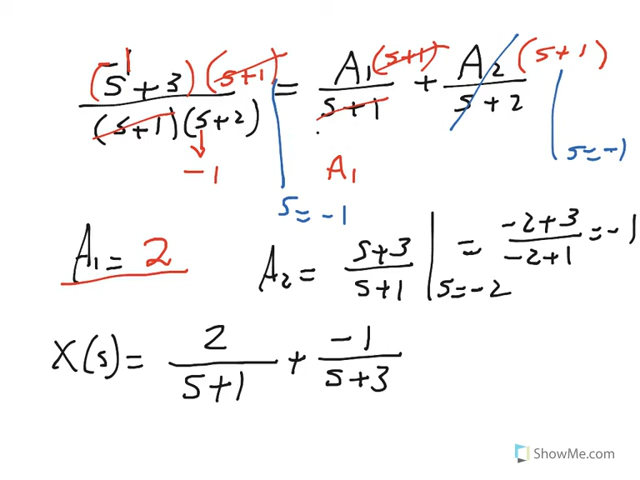 (s + 3)(s+1) / (s+1)(s+2) = A₁(s+1) / s+1 + A₂ / s+2 (s+1)
-1 A₁ s = -1 s = -1
A₁ = 2 A₂ = s+3 / s+1 | s = -2 = -2+3 / -2+1 = -1
X(s) = 2 / s+1 + -1 / s+3
ShowMe.com